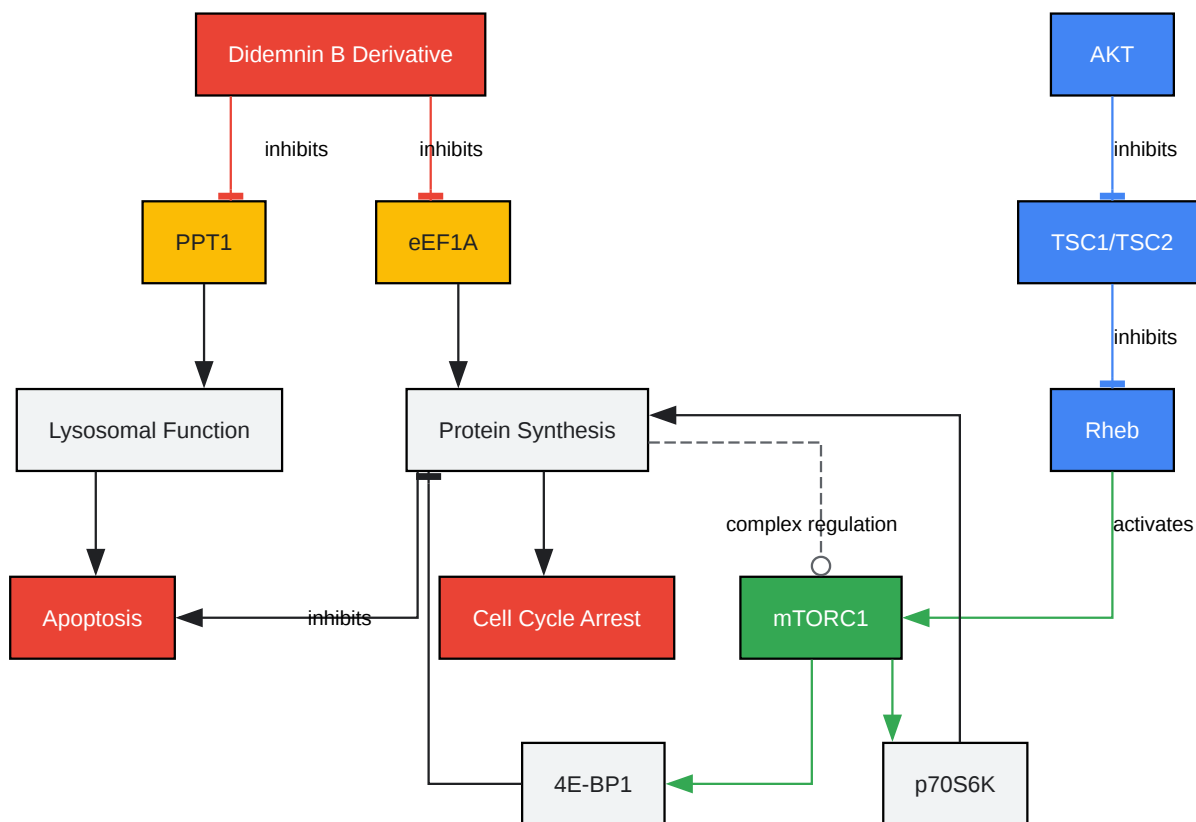 Didemnin B Derivative
AKT
inhibits
inhibits
inhibits
PPT1
eEF1A
TSC1/TSC2
inhibits
Lysosomal Function
Protein Synthesis
Rheb
complex regulation
activates
Apoptosis
inhibits
Cell Cycle Arrest
mTORC1
4E-BP1
p70S6K